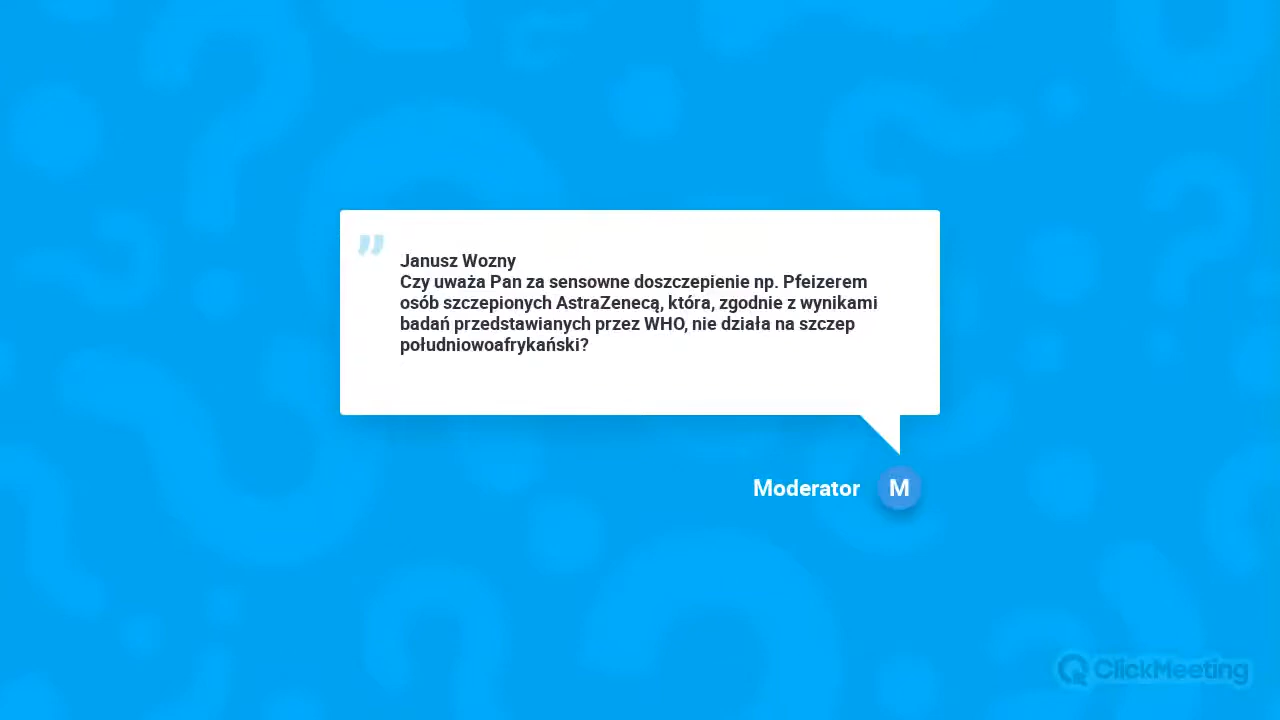 Janusz Wozny
Czy uważa Pan za sensowne doszczepienie np. Pfeizerem
osób szczepionych AstraZenecą, która, zgodnie z wynikami
badań przedstawianych przez WHO, nie działa na szczep
południowoafrykański?
Moderator M
ClickMeeting